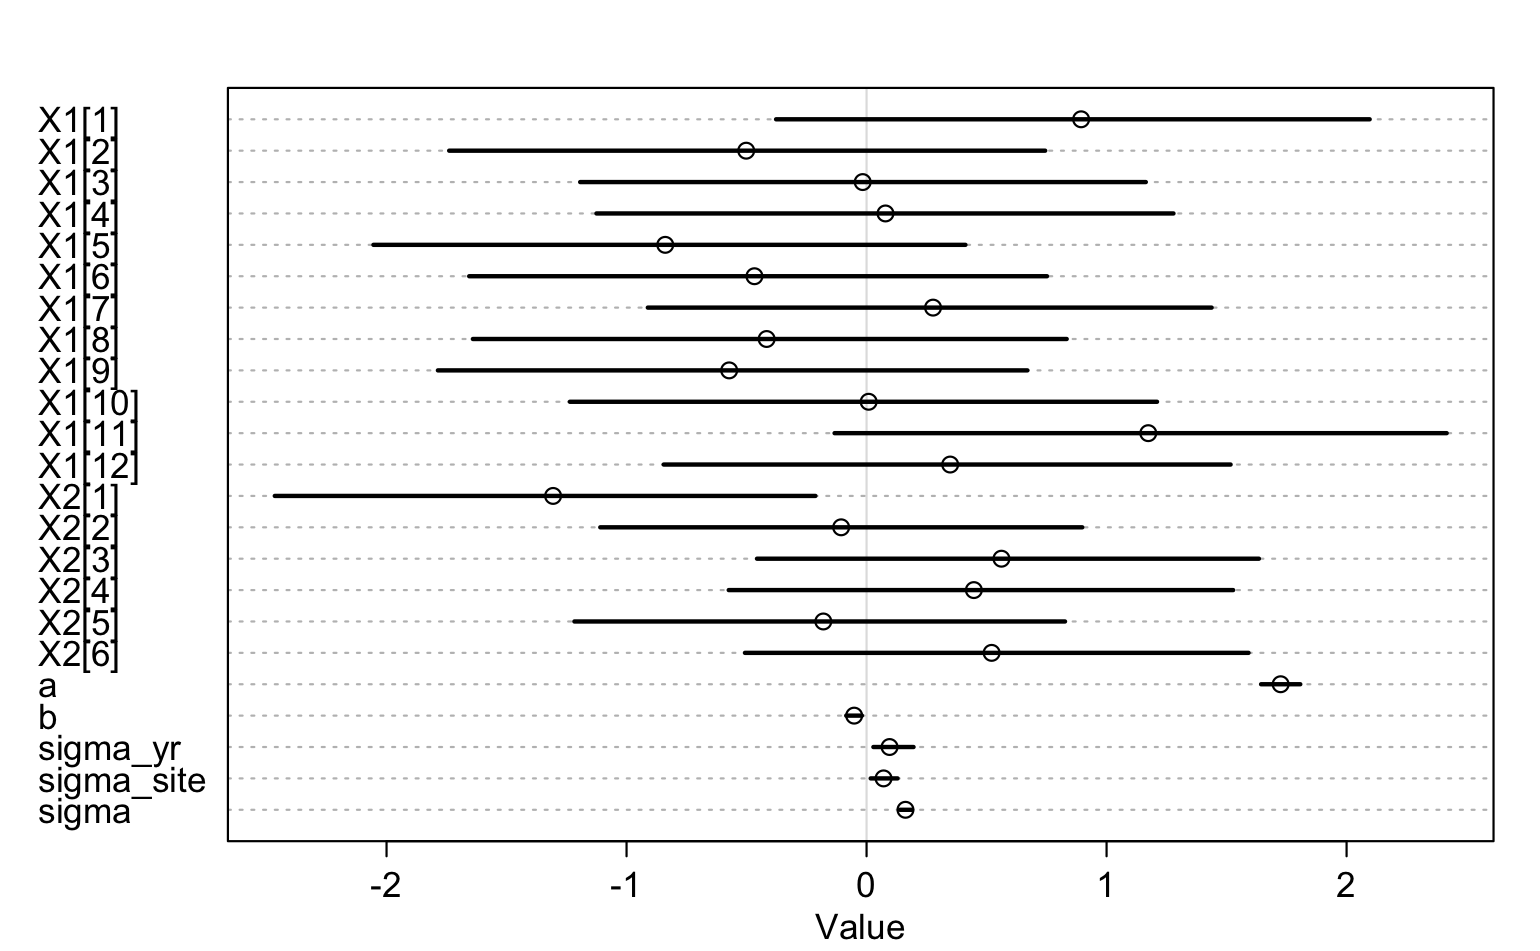 X1[1]
X1[2]
X1[3]
X1[4]
X1[5]
X1[6]
X1[7]
X1[8]
X1[9]
X1[10]
X1[11]
X1[12]
X2[1]
X2[2]
X2[3]
X2[4]
X2[5]
X2[6]
a
b
sigma_yr
sigma_site
sigma
-2 -1 0 1 2
Value